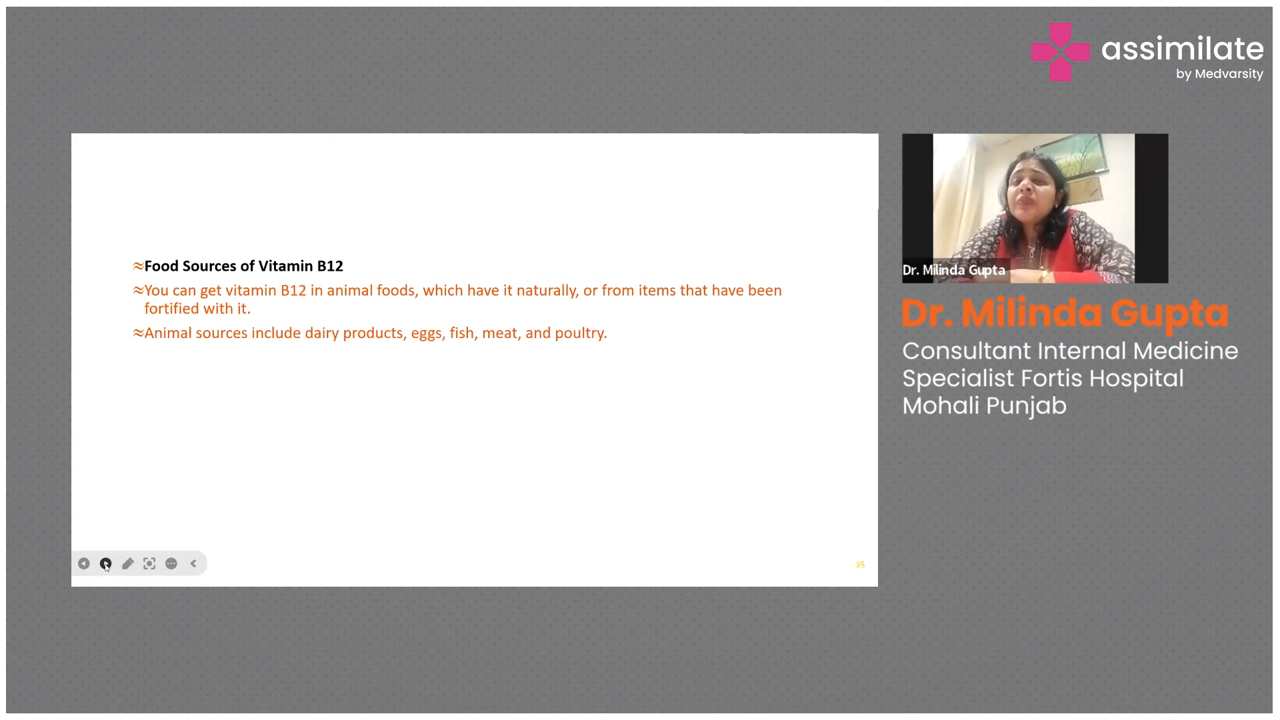 assimilate
by Medvarsity
≈Food Sources of Vitamin B12
≈You can get vitamin B12 in animal foods, which have it naturally, or from items that have been
fortified with it.
≈Animal sources include dairy products, eggs, fish, meat, and poultry.
35
Dr. Milinda Gupta
Dr. Milinda Gupta
Consultant Internal Medicine
Specialist Fortis Hospital
Mohali Punjab